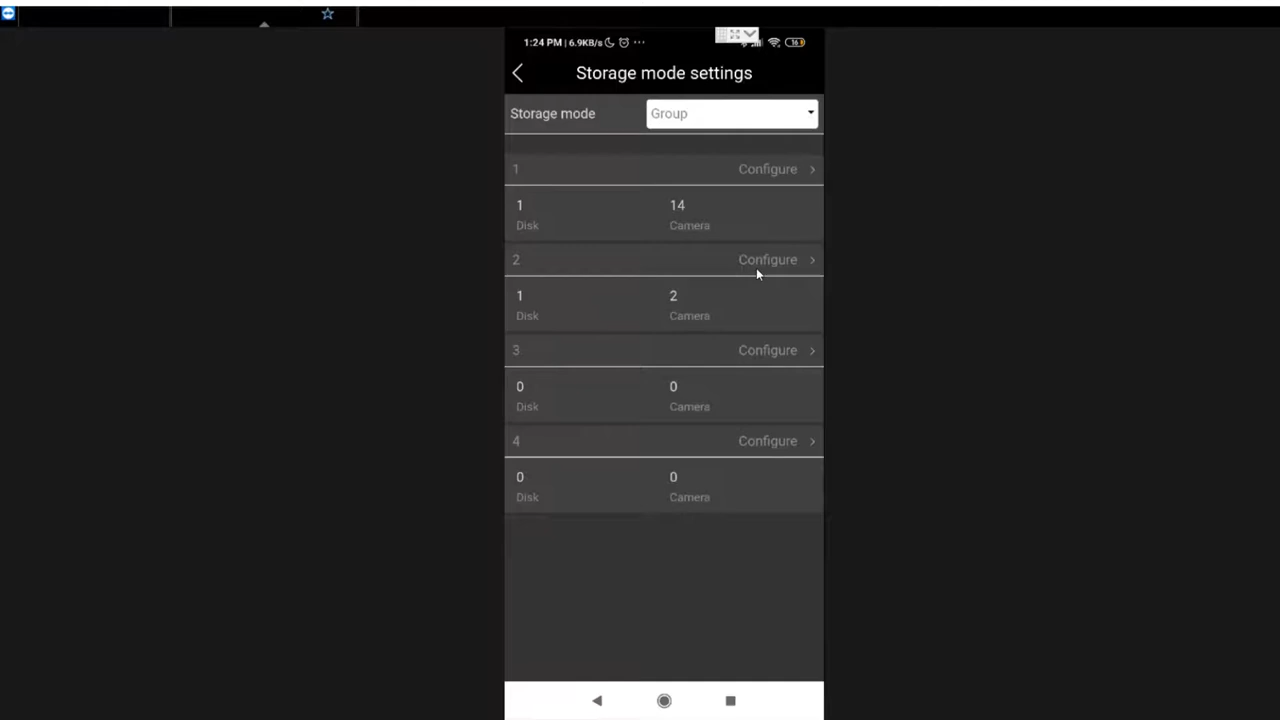 1:24 PM | 6.9KB/s ... 16
Storage mode settings
Storage mode Group
1 Configure
1 14
Disk Camera
2 Configure
1 2
Disk Camera
3 Configure
0 0
Disk Camera
4 Configure
0 0
Disk Camera